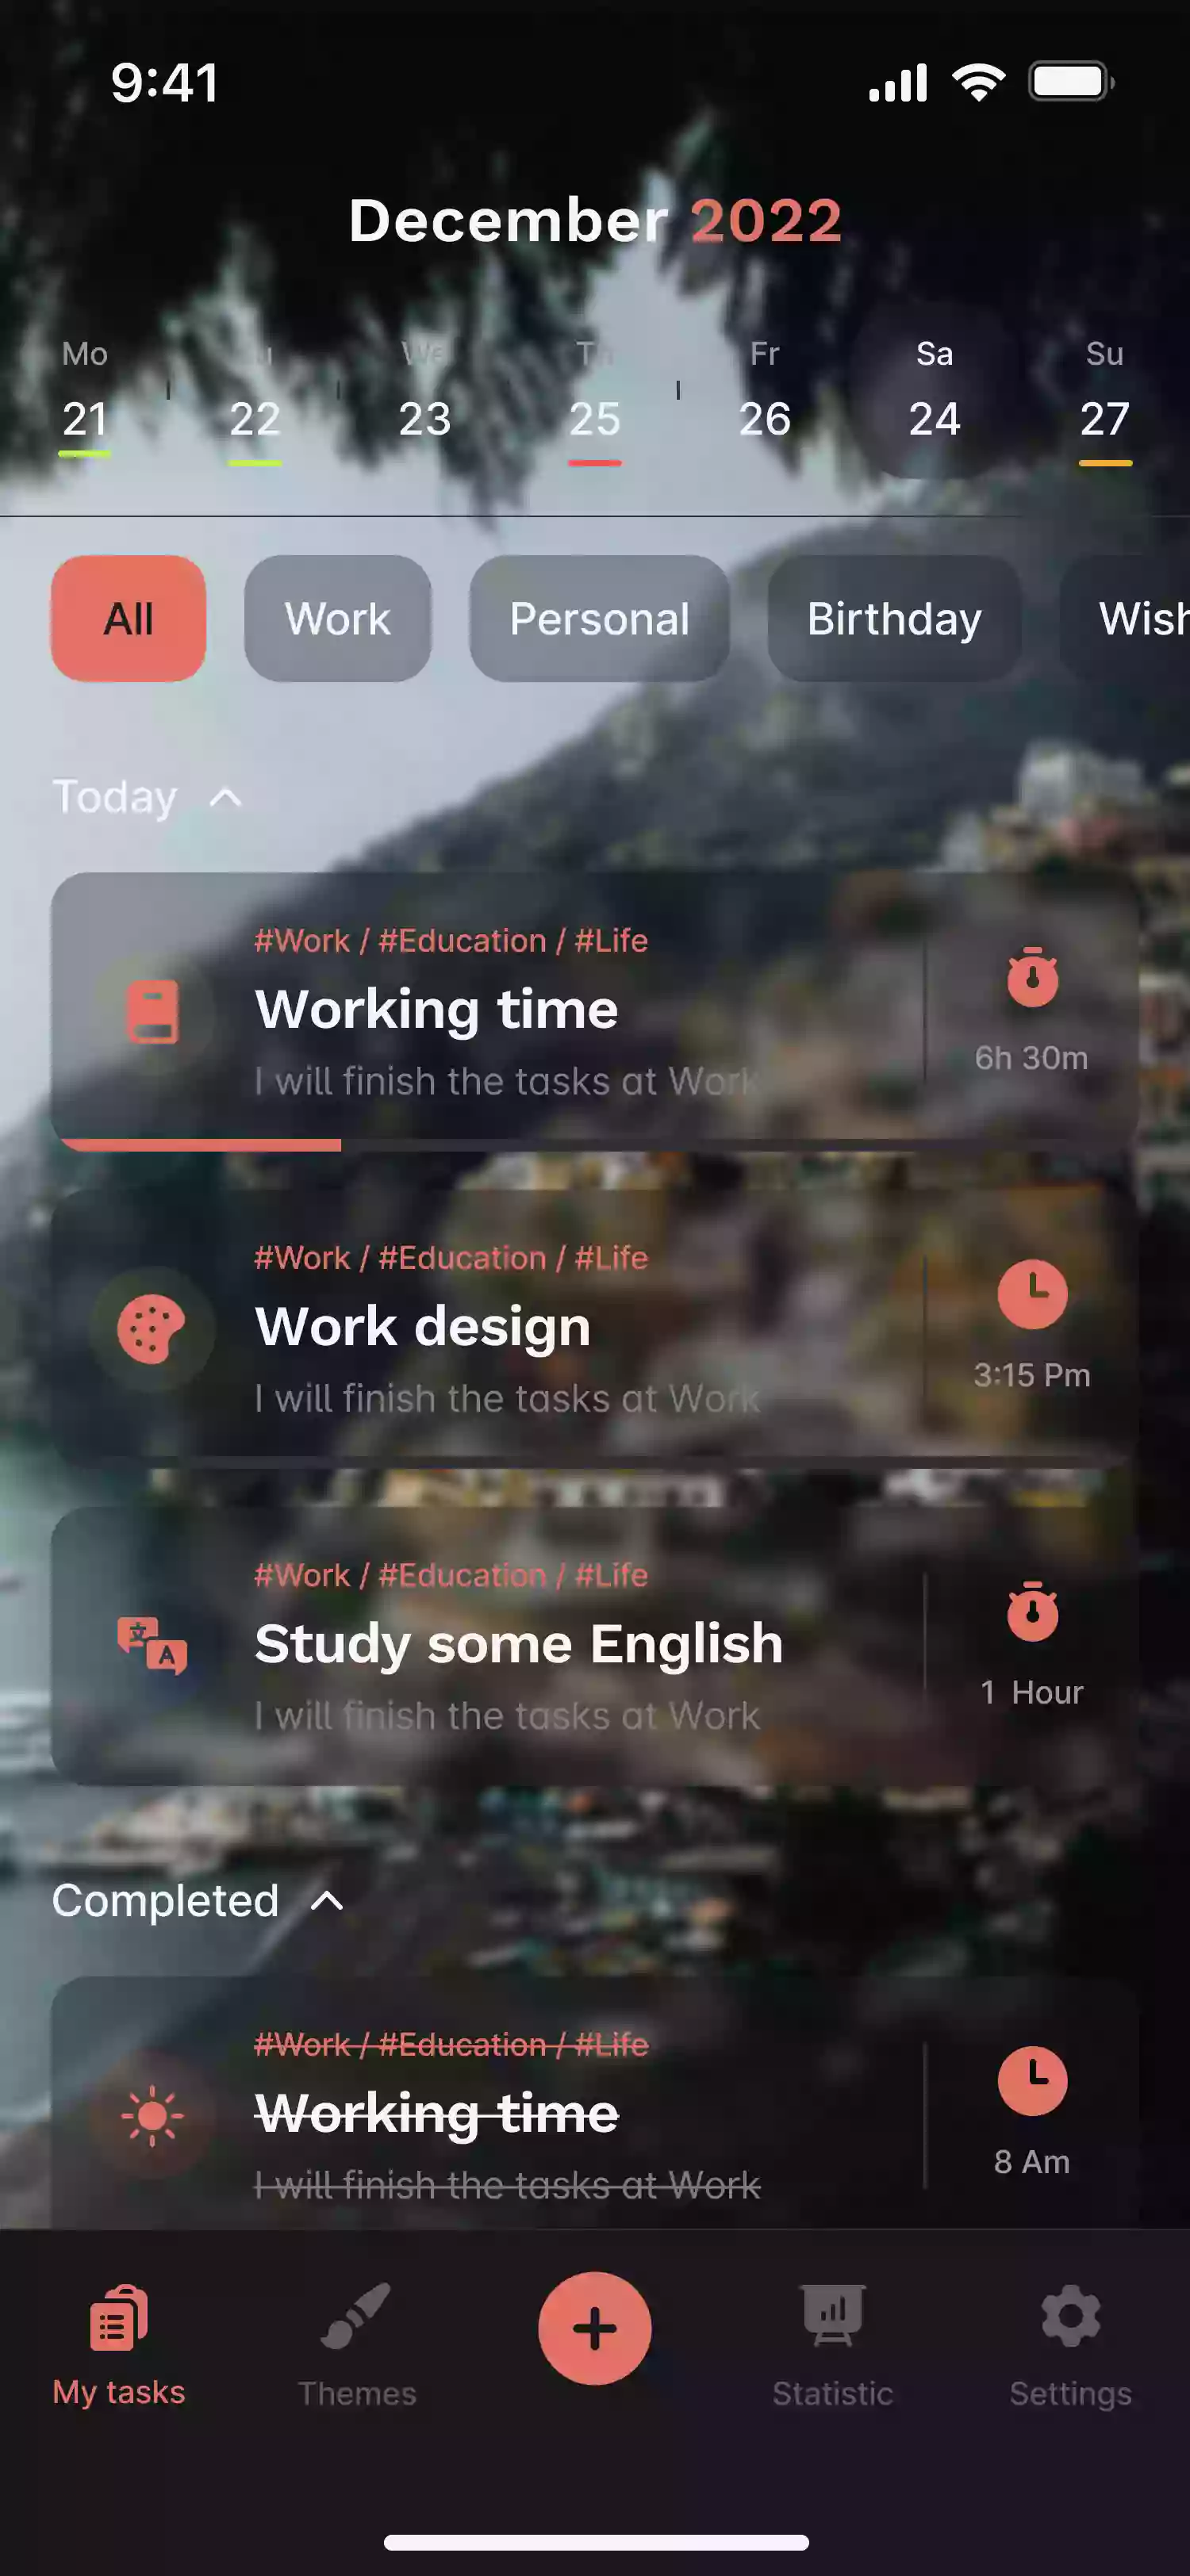 9:41
December 2022
Mo Tu We Th Fr Sa Su
21 22 23 25 26 24 27
All Work Personal Birthday Wish
Today
#Work / #Education / #Life
Working time
I will finish the tasks at Work
6h 30m
#Work / #Education / #Life
Work design
I will finish the tasks at Work
3:15 Pm
#Work / #Education / #Life
Study some English
I will finish the tasks at Work
1 Hour
Completed
#Work / #Education / #Life
Working time
I will finish the tasks at Work
8 Am
My tasks Themes Statistic Settings